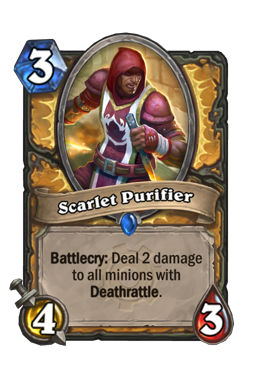 3
Scarlet Purifier
Battlecry: Deal 2 damage
to all minions with
Deathrattle.
4
3